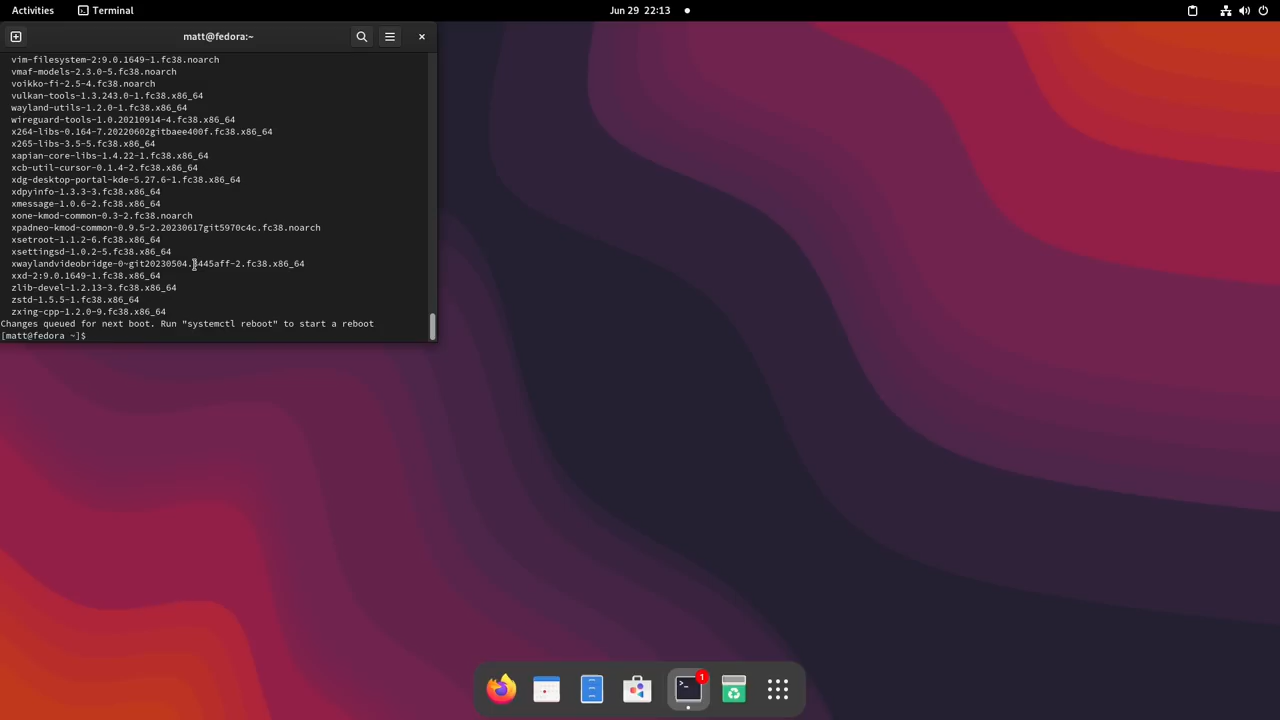 Activities
Terminal
Jun 29 22:13
matt@fedora:~
vim-filesystem-2:9.0.1649-1.fc38.noarch
vmaf-models-2.3.0-5.fc38.noarch
voikko-fi-2.5-4.fc38.noarch
vulkan-tools-1.3.243.0-1.fc38.x86_64
wayland-utils-1.2.0-1.fc38.x86_64
wireguard-tools-1.0.20210914-4.fc38.x86_64
x264-libs-0.164-7.20220602gitbaee400f.fc38.x86_64
x265-libs-3.5-5.fc38.x86_64
xapian-core-libs-1.4.22-1.fc38.x86_64
xcb-util-cursor-0.1.4-2.fc38.x86_64
xdg-desktop-portal-kde-5.27.6-1.fc38.x86_64
xdpyinfo-1.3.3-3.fc38.x86_64
xmessage-1.0.6-2.fc38.x86_64
xone-kmod-common-0.3-2.fc38.noarch
xpadneo-kmod-common-0.9.5-2.20230617git5970c4c.fc38.noarch
xsetroot-1.1.2-6.fc38.x86_64
xsettingsd-1.0.2-5.fc38.x86_64
xxd-2:9.0.1649-1.fc38.x86_64
zlib-devel-1.2.13-3.fc38.x86_64
zstd-1.5.5-1.fc38.x86_64
zxing-cpp-1.2.0-9.fc38.x86_64
Changes queued for next boot. Run "systemctl reboot" to start a reboot
[matt@fedora ~]$
1